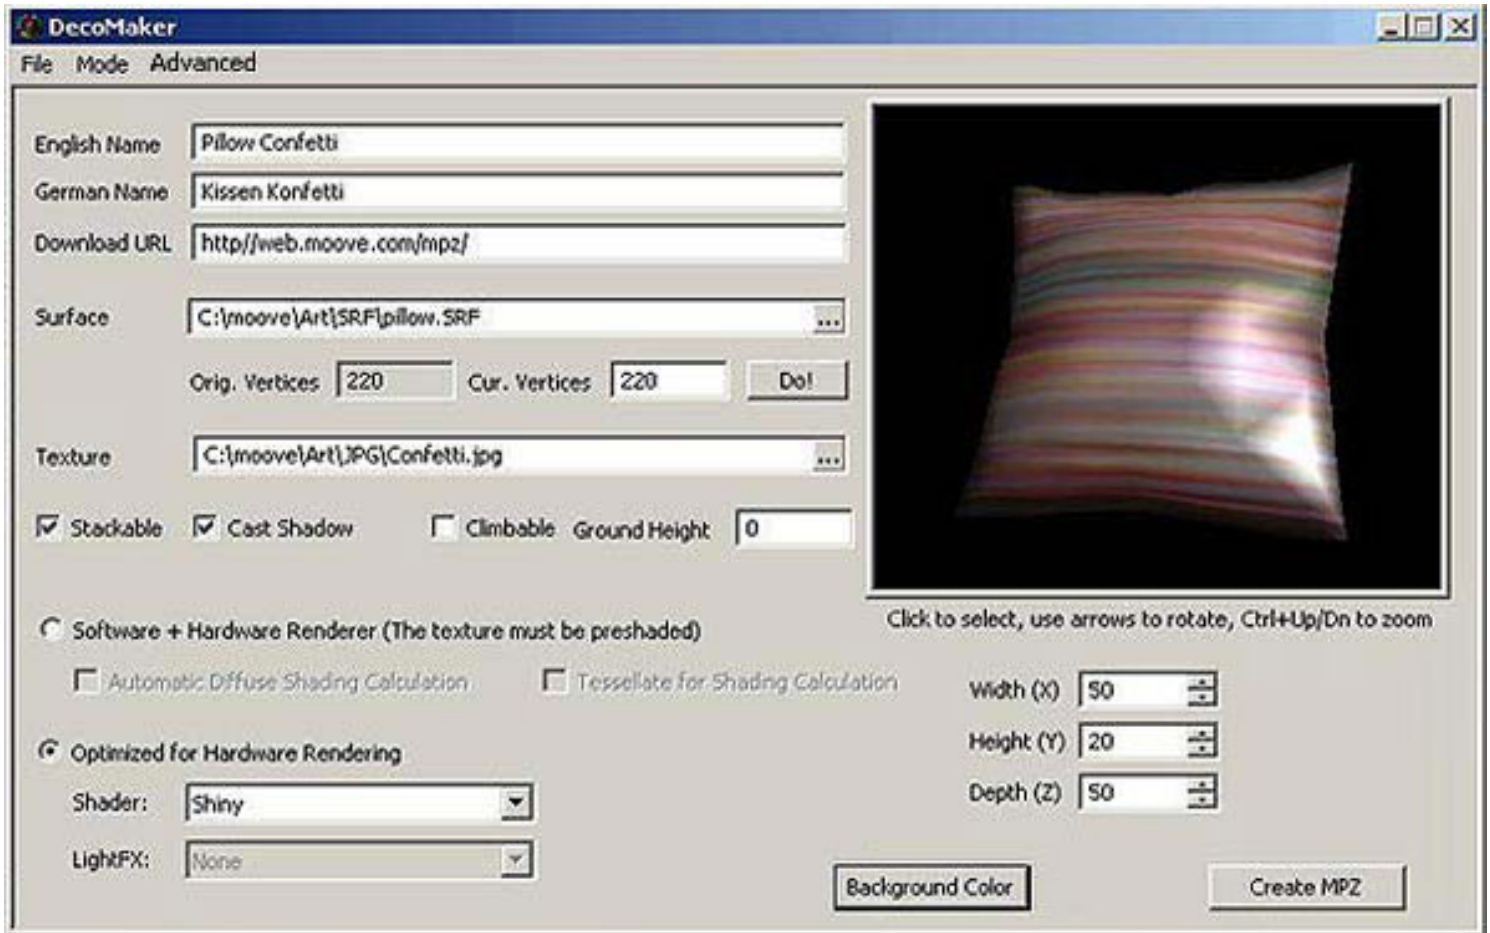 DecoMaker
File Mode Advanced
English Name Pillow Confetti
German Name Kissen Konfetti
Download URL http//web.moove.com/mpz/
Surface C:\moove\Art\SRF\pillow.SRF ...
Orig. Vertices 220 Cur. Vertices 220 Do!
Texture C:\moove\Art\JPG\Confetti.jpg ...
Stackable Cast Shadow Climbable Ground Height 0
Click to select, use arrows to rotate, Ctrl+Up/Dn to zoom
Software + Hardware Renderer (The texture must be preshaded)
Automatic Diffuse Shading Calculation Tessellate for Shading Calculation
Width (X) 50
Height (Y) 20
Depth (Z) 50
Optimized for Hardware Rendering
Shader: Shiny
LightFX: None
Background Color Create MPZ